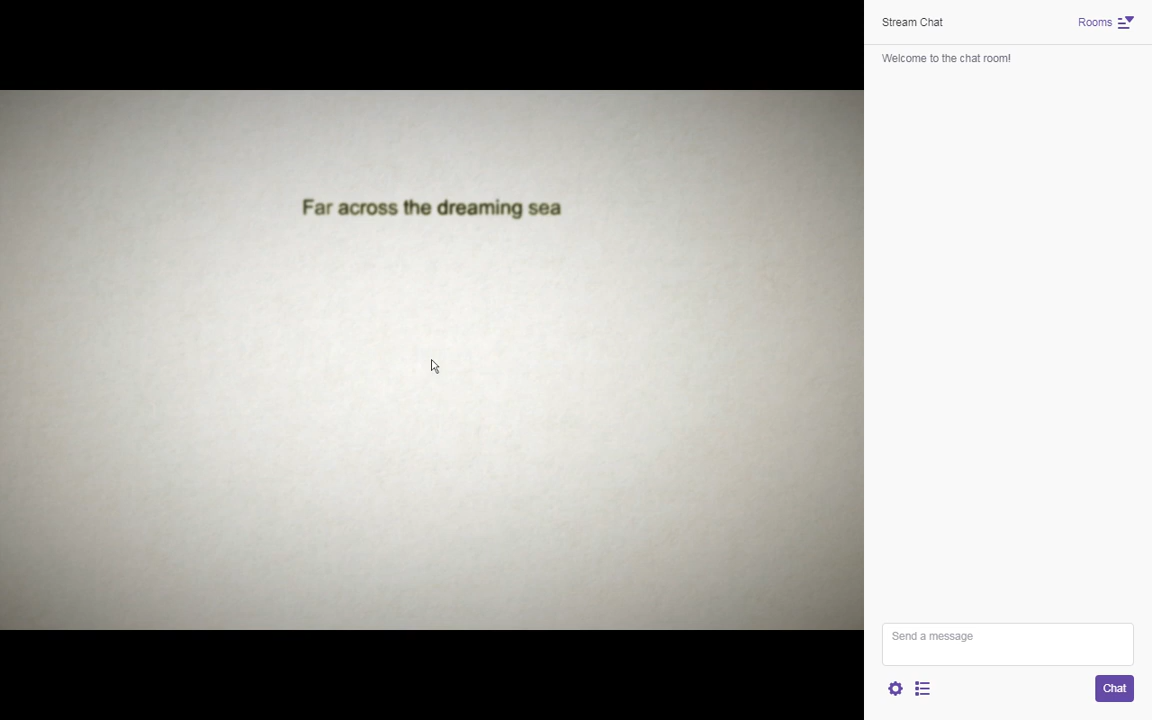 Stream Chat
Rooms
Welcome to the chat room!
Far across the dreaming sea
Send a message
Chat